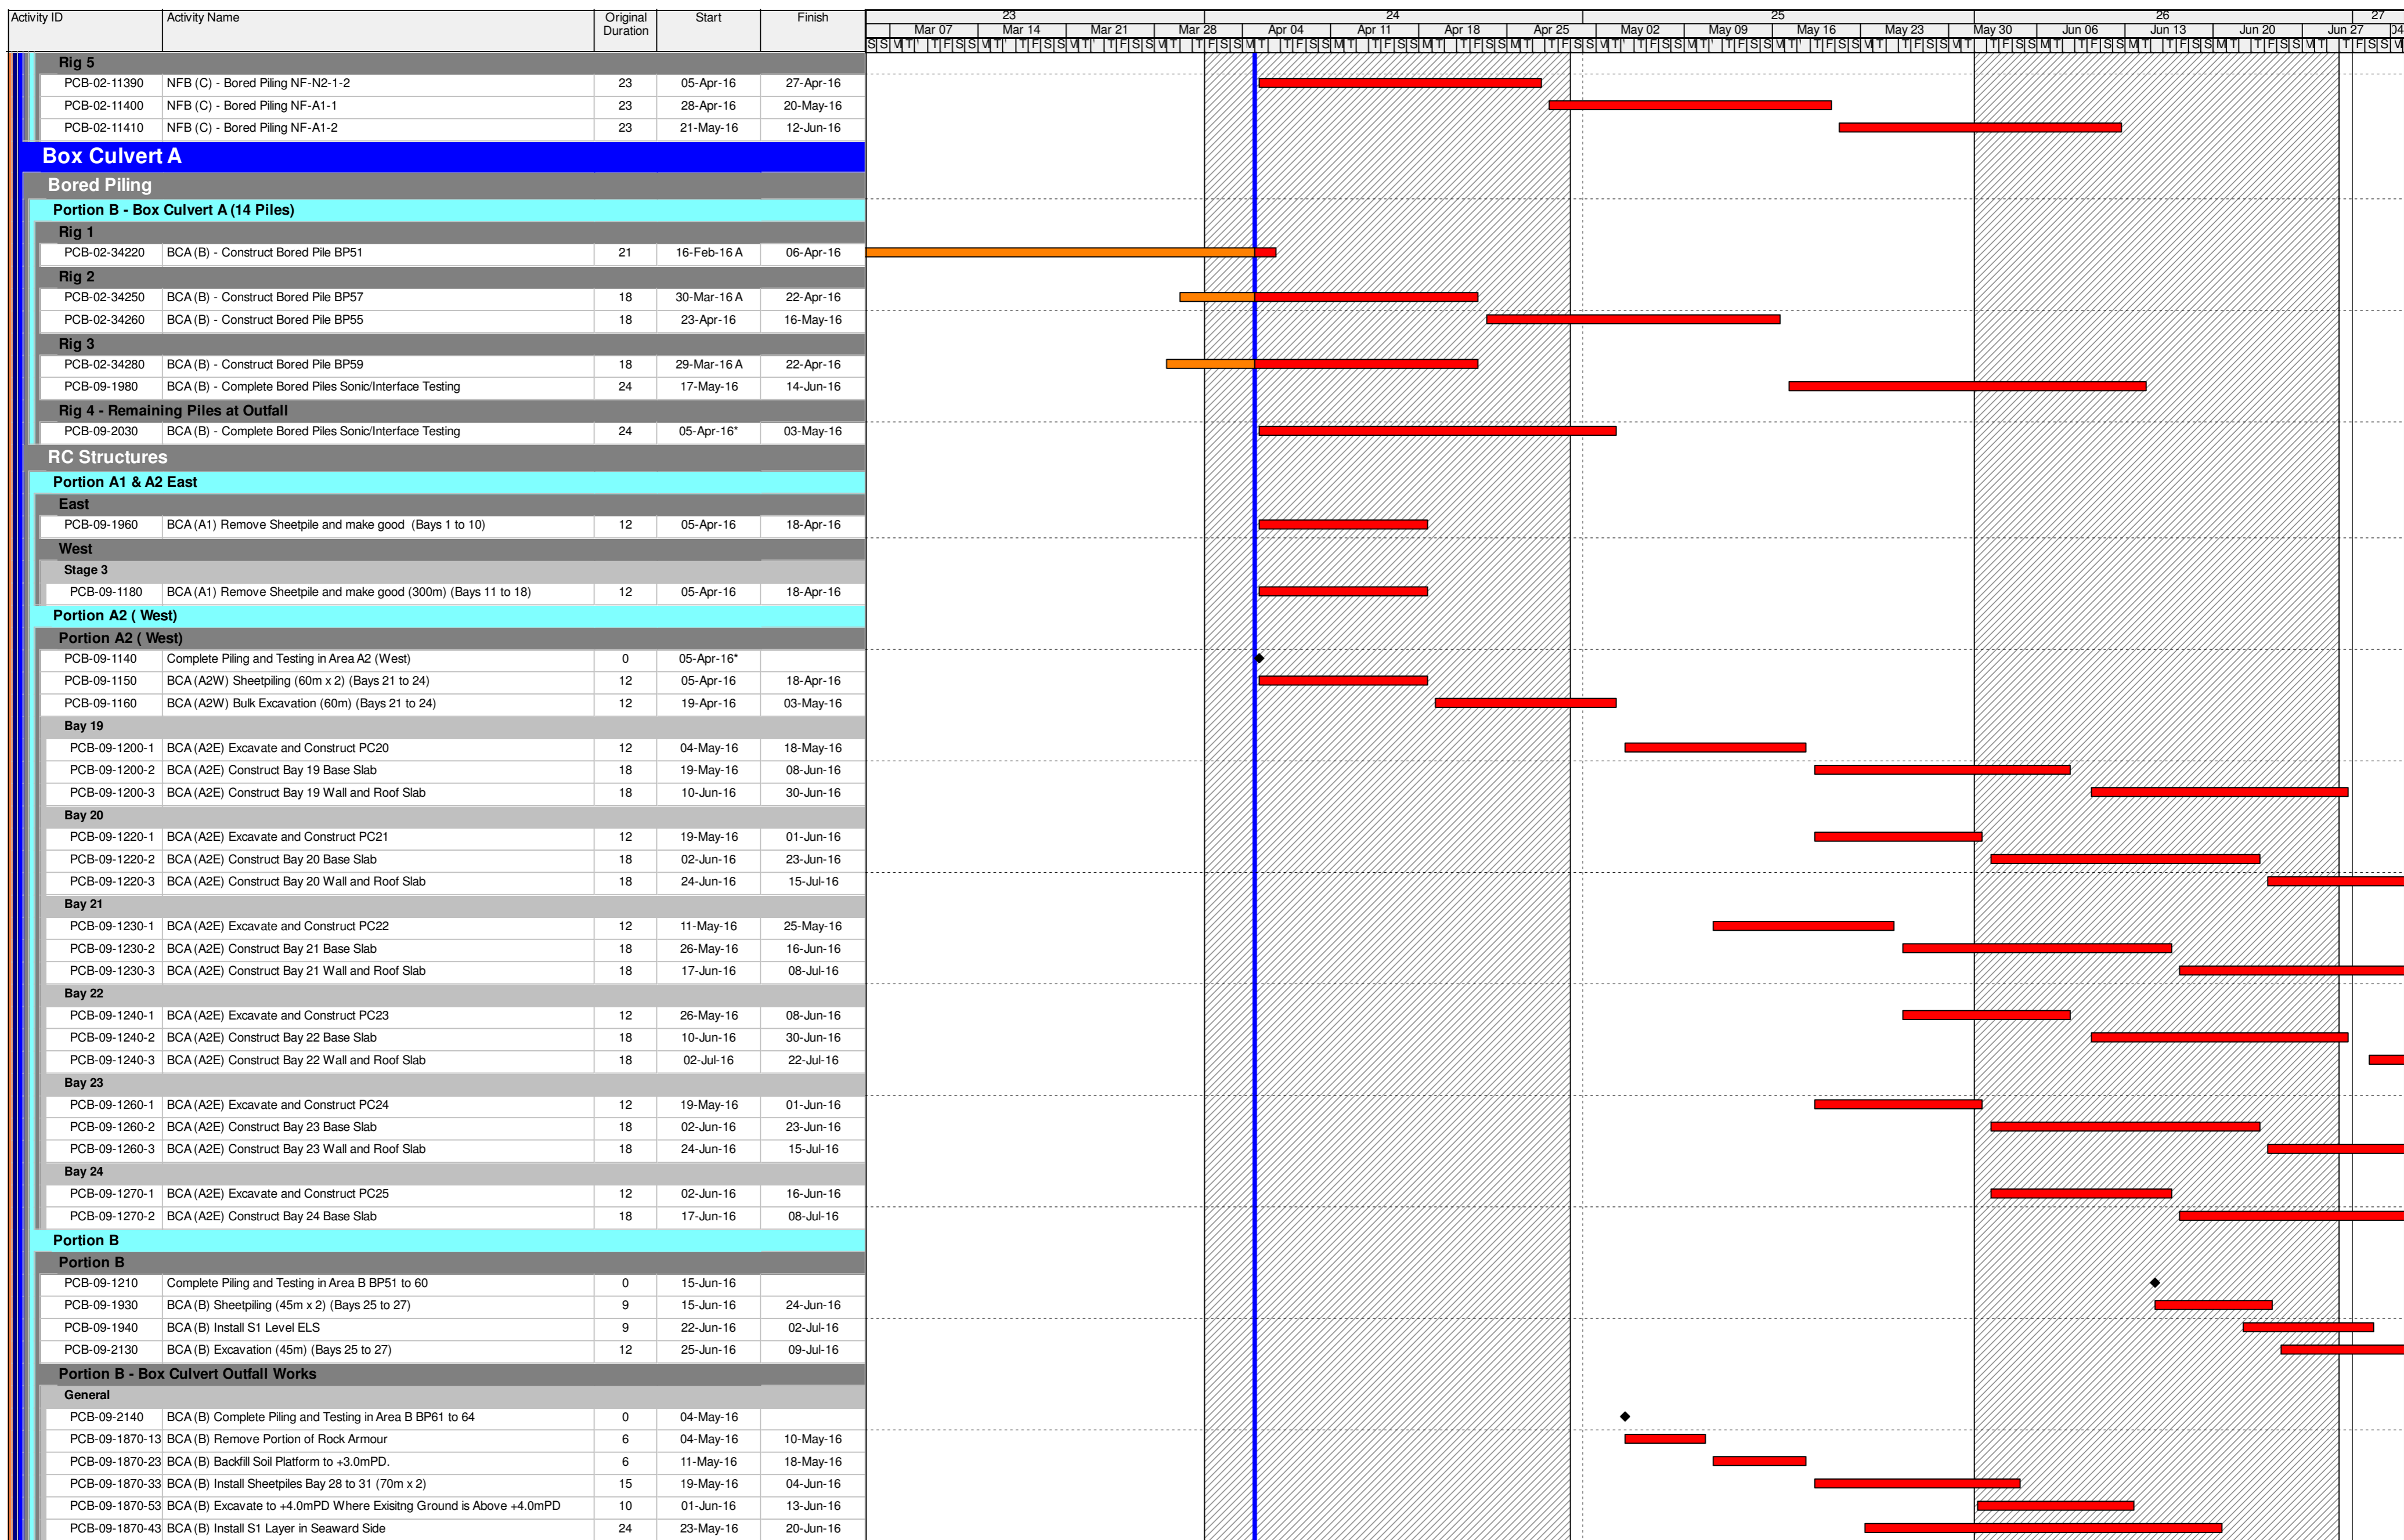 Activity ID Activity Name Original Duration Start Finish
23 24 25 26 27
Mar 07 Mar 14 Mar 21 Mar 28 Apr 04 Apr 11 Apr 18 Apr 25 May 02 May 09 May 16 May 23 May 30 Jun 06 Jun 13 Jun 20 Jun 27
Rig 5
PCB-02-11390 NFB (C) - Bored Piling NF-N2-1-2 23 05-Apr-16 27-Apr-16
PCB-02-11400 NFB (C) - Bored Piling NF-A1-1 23 28-Apr-16 20-May-16
PCB-02-11410 NFB (C) - Bored Piling NF-A1-2 23 21-May-16 12-Jun-16
Box Culvert A
Bored Piling
Portion B - Box Culvert A (14 Piles)
Rig 1
PCB-02-34220 BCA (B) - Construct Bored Pile BP51 21 16-Feb-16 A 06-Apr-16
Rig 2
PCB-02-34250 BCA (B) - Construct Bored Pile BP57 18 30-Mar-16 A 22-Apr-16
PCB-02-34260 BCA (B) - Construct Bored Pile BP55 18 23-Apr-16 16-May-16
Rig 3
PCB-02-34280 BCA (B) - Construct Bored Pile BP59 18 29-Mar-16 A 22-Apr-16
PCB-09-1980 BCA (B) - Complete Bored Piles Sonic/Interface Testing 24 17-May-16 14-Jun-16
Rig 4 - Remaining Piles at Outfall
PCB-09-2030 BCA (B) - Complete Bored Piles Sonic/Interface Testing 24 05-Apr-16* 03-May-16
RC Structures
Portion A1 & A2 East
East
PCB-09-1960 BCA (A1) Remove Sheetpile and make good (Bays 1 to 10) 12 05-Apr-16 18-Apr-16
West
Stage 3
PCB-09-1180 BCA (A1) Remove Sheetpile and make good (300m) (Bays 11 to 18) 12 05-Apr-16 18-Apr-16
Portion A2 ( West)
Portion A2 ( West)
PCB-09-1140 Complete Piling and Testing in Area A2 (West) 0 05-Apr-16*
PCB-09-1150 BCA (A2W) Sheetpiling (60m x 2) (Bays 21 to 24) 12 05-Apr-16 18-Apr-16
PCB-09-1160 BCA (A2W) Bulk Excavation (60m) (Bays 21 to 24) 12 19-Apr-16 03-May-16
Bay 19
PCB-09-1200-1 BCA (A2E) Excavate and Construct PC20 12 04-May-16 18-May-16
PCB-09-1200-2 BCA (A2E) Construct Bay 19 Base Slab 18 19-May-16 08-Jun-16
PCB-09-1200-3 BCA (A2E) Construct Bay 19 Wall and Roof Slab 18 10-Jun-16 30-Jun-16
Bay 20
PCB-09-1220-1 BCA (A2E) Excavate and Construct PC21 12 19-May-16 01-Jun-16
PCB-09-1220-2 BCA (A2E) Construct Bay 20 Base Slab 18 02-Jun-16 23-Jun-16
PCB-09-1220-3 BCA (A2E) Construct Bay 20 Wall and Roof Slab 18 24-Jun-16 15-Jul-16
Bay 21
PCB-09-1230-1 BCA (A2E) Excavate and Construct PC22 12 11-May-16 25-May-16
PCB-09-1230-2 BCA (A2E) Construct Bay 21 Base Slab 18 26-May-16 16-Jun-16
PCB-09-1230-3 BCA (A2E) Construct Bay 21 Wall and Roof Slab 18 17-Jun-16 08-Jul-16
Bay 22
PCB-09-1240-1 BCA (A2E) Excavate and Construct PC23 12 26-May-16 08-Jun-16
PCB-09-1240-2 BCA (A2E) Construct Bay 22 Base Slab 18 10-Jun-16 30-Jun-16
PCB-09-1240-3 BCA (A2E) Construct Bay 22 Wall and Roof Slab 18 02-Jul-16 22-Jul-16
Bay 23
PCB-09-1260-1 BCA (A2E) Excavate and Construct PC24 12 19-May-16 01-Jun-16
PCB-09-1260-2 BCA (A2E) Construct Bay 23 Base Slab 18 02-Jun-16 23-Jun-16
PCB-09-1260-3 BCA (A2E) Construct Bay 23 Wall and Roof Slab 18 24-Jun-16 15-Jul-16
Bay 24
PCB-09-1270-1 BCA (A2E) Excavate and Construct PC25 12 02-Jun-16 16-Jun-16
PCB-09-1270-2 BCA (A2E) Construct Bay 24 Base Slab 18 17-Jun-16 08-Jul-16
Portion B
Portion B
PCB-09-1210 Complete Piling and Testing in Area B BP51 to 60 0 15-Jun-16
PCB-09-1930 BCA (B) Sheetpiling (45m x 2) (Bays 25 to 27) 9 15-Jun-16 24-Jun-16
PCB-09-1940 BCA (B) Install S1 Level ELS 9 22-Jun-16 02-Jul-16
PCB-09-2130 BCA (B) Excavation (45m) (Bays 25 to 27) 12 25-Jun-16 09-Jul-16
Portion B - Box Culvert Outfall Works
General
PCB-09-2140 BCA (B) Complete Piling and Testing in Area B BP61 to 64 0 04-May-16
PCB-09-1870-13 BCA (B) Remove Portion of Rock Armour 6 04-May-16 10-May-16
PCB-09-1870-23 BCA (B) Backfill Soil Platform to +3.0mPD. 6 11-May-16 18-May-16
PCB-09-1870-33 BCA (B) Install Sheetpiles Bay 28 to 31 (70m x 2) 15 19-May-16 04-Jun-16
PCB-09-1870-53 BCA (B) Excavate to +4.0mPD Where Exisitng Ground is Above +4.0mPD 10 01-Jun-16 13-Jun-16
PCB-09-1870-43 BCA (B) Install S1 Layer in Seaward Side 24 23-May-16 20-Jun-16